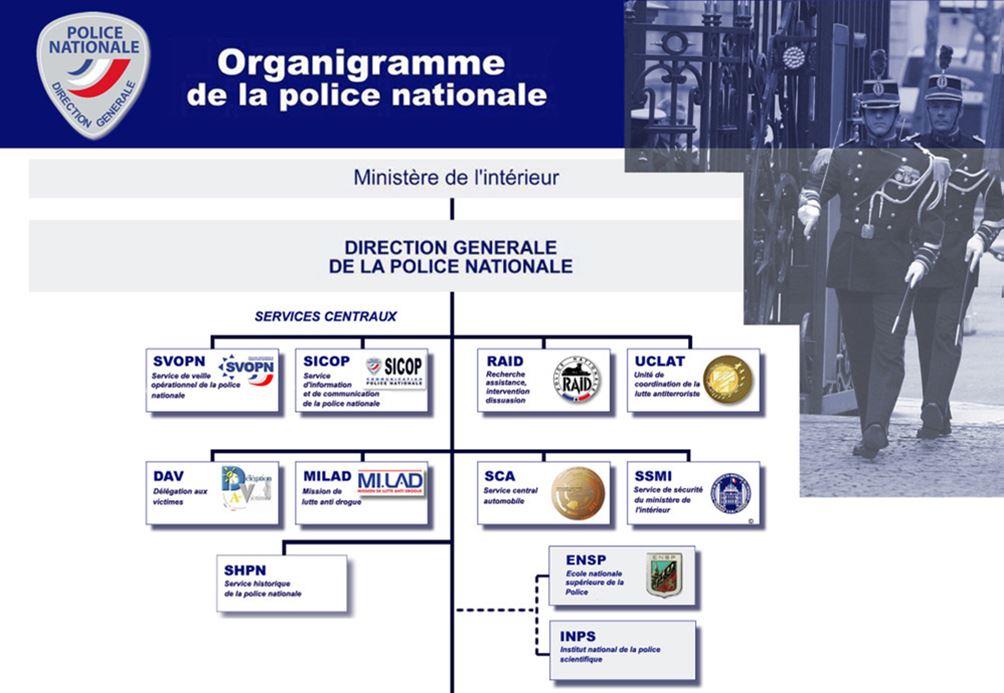 POLICE
NATIONALE
DIRECTION GENERALE
Organigramme
de la police nationale
Ministère de l'intérieur
DIRECTION GENERALE
DE LA POLICE NATIONALE
SERVICES CENTRAUX
SVOPN
Service de veille
opérationnel de la police
nationale
SVOPN
SICOP
Service
d'information
et de communication
de la police nationale
SICOP
COMMUNICATION
POLICE NATIONALE
RAID
Recherche
assistance,
intervention
dissuasion
POLICE NATIONALE
RAID
UCLAT
Unité de
coordination de la
lutte antiterroriste
DAV
Délégation aux
victimes
Délégation
MILAD
Mission de
lutte anti drogue
MI.LAD
MISSION DE LUTTE ANTI DROGUE
SCA
Service central
automobile
SSMI
Service de sécurité
du ministère de
l'intérieur
©
SHPN
Service historique
de la police nationale
ENSP
Ecole nationale
supérieure de la
Police
ENSP
INPS
Institut national de la police
scientifique